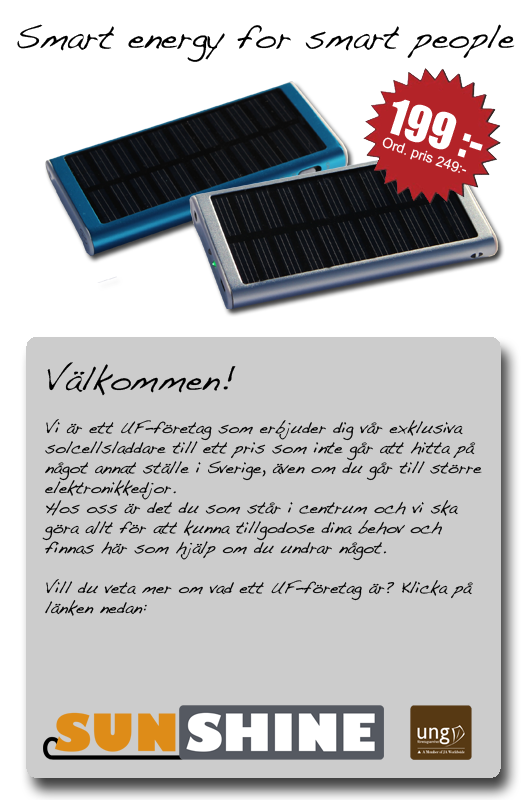 Smart energy for smart people
199:-
Ord. pris 249:-
Välkommen!
Vi är ett UF-företag som erbjuder dig vår exklusiva
solcellsladdare till ett pris som inte går att hitta på
något annat ställe i Sverige, även om du går till större
elektronikkedjor.
Hos oss är det du som står i centrum och vi ska
göra allt för att kunna tillgodose dina behov och
finnas här som hjälp om du undrar något.
Vill du veta mer om vad ett UF-företag är? Klicka på
länken nedan:
SUNSHINE
ung
A Member of JA Worldwide